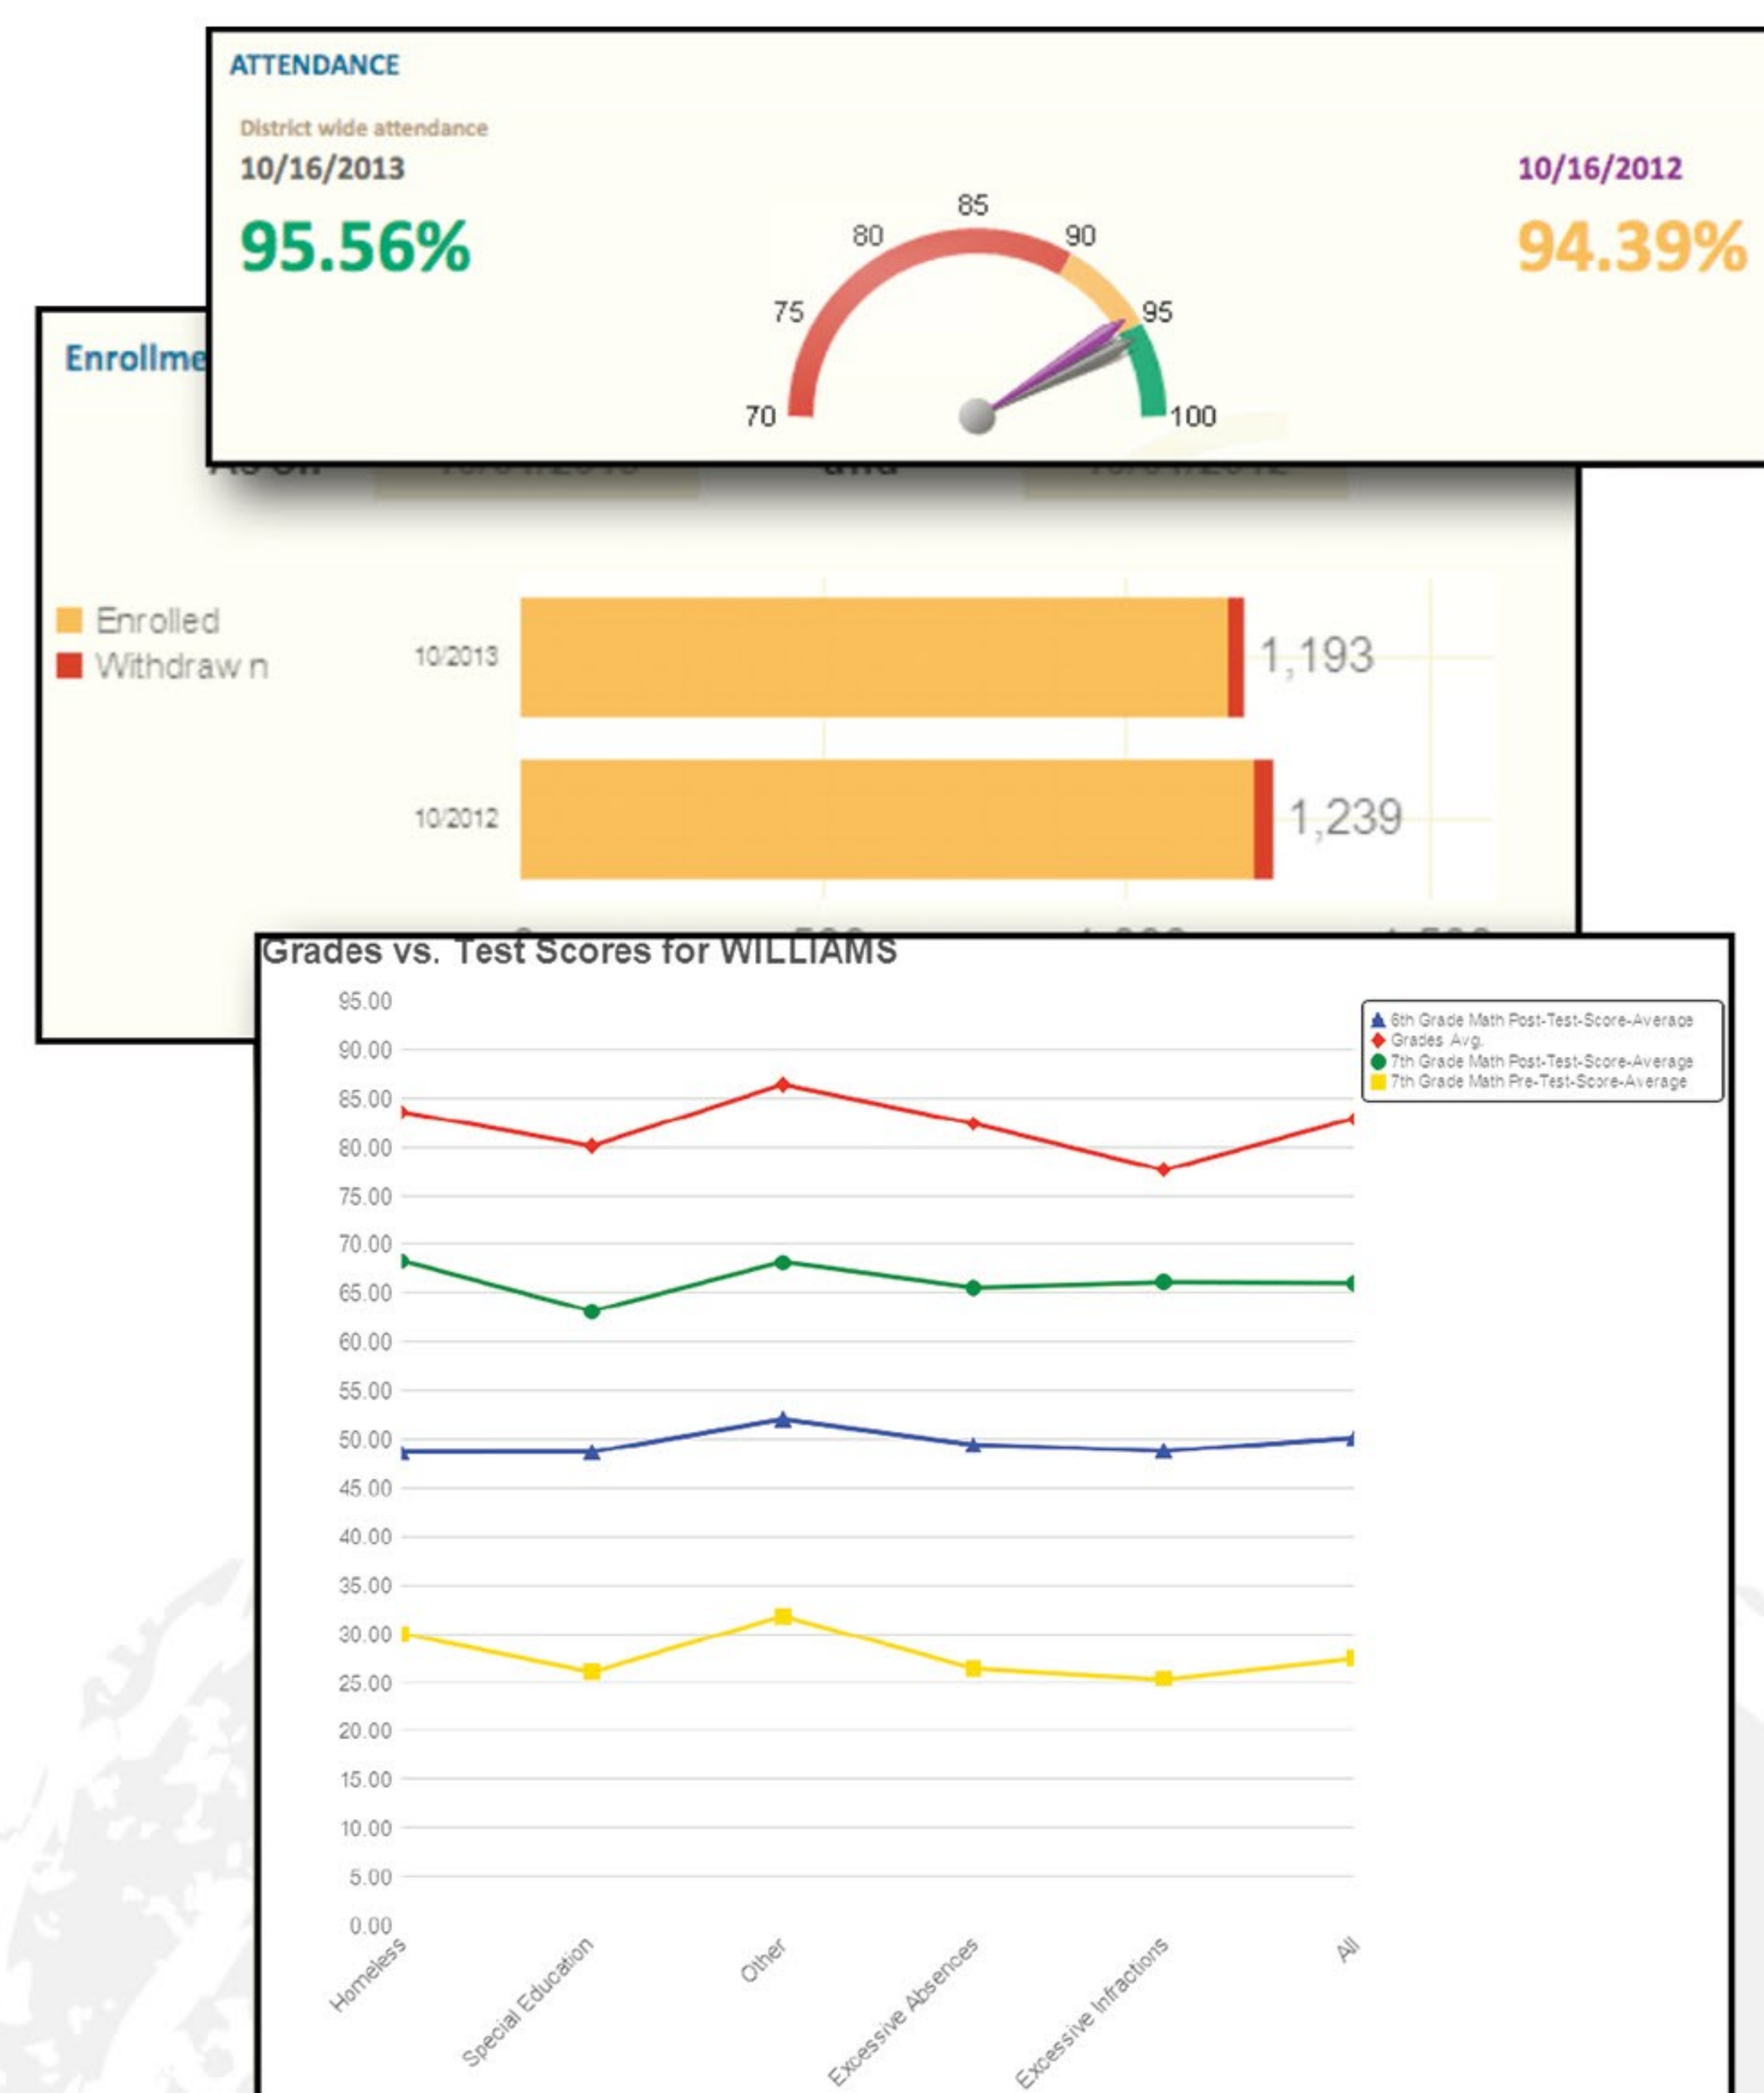 ATTENDANCE
District wide attendance
10/16/2013
95.56%
10/16/2012
94.39%
70
75
80
85
90
95
100
Enrollme
and
Enrolled
Withdraw n
10/2013
1,193
10/2012
1,239
Grades vs. Test Scores for WILLIAMS
95.00
90.00
85.00
80.00
75.00
70.00
65.00
60.00
55.00
50.00
45.00
40.00
35.00
30.00
25.00
20.00
15.00
10.00
5.00
0.00
Homeless
Special Education
Other
Excessive Absences
Excessive Infractions
All
6th Grade Math Post-Test-Score-Average
Grades Avg.
7th Grade Math Post-Test-Score-Average
7th Grade Math Pre-Test-Score-Average